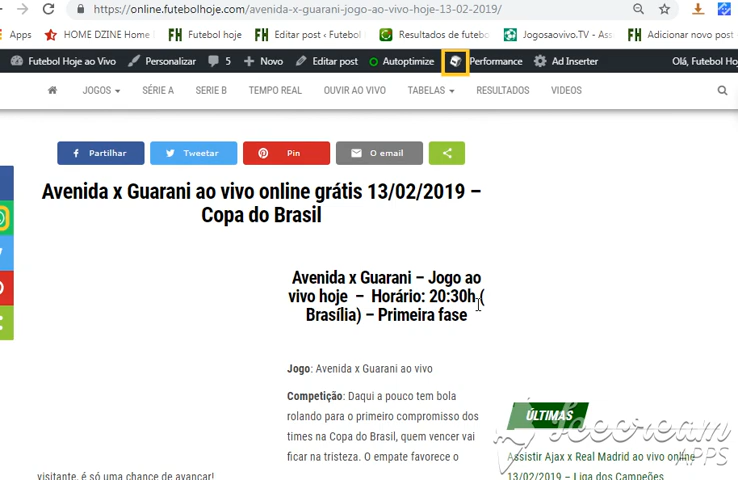 https://online.futebolhoje.com/avenida-x-guarani-jogo-ao-vivo-hoje-13-02-2019/
Apps HOME DZINE Home FH Futebol hoje FH Editar post ‹ Futebol Resultados de futebo Jogosaovivo.TV - Ass FH Adicionar novo post
Futebol Hoje ao Vivo Personalizar 5 + Novo Editar post Autoptimize Performance Ad Inserter Olá, Futebol Ho
JOGOS SÉRIE A SÉRIE B TEMPO REAL OUVIR AO VIVO TABELAS RESULTADOS VIDEOS
Partilhar Tweetar Pin O email
Avenida x Guarani ao vivo online grátis 13/02/2019 –
Copa do Brasil
Avenida x Guarani – Jogo ao
vivo hoje – Horário: 20:30h (
Brasília) – Primeira fase
Jogo: Avenida x Guarani ao vivo
Competição: Daqui a pouco tem bola
rolando para o primeiro compromisso dos
times na Copa do Brasil, quem vencer vai
ficar na tristeza. O empate favorece o
visitante, é só uma chance de avançar!
ÚLTIMAS
Icecream
APPS
Assistir Ajax x Real Madrid ao vivo online
13/02/2019 – Liga dos Campeões